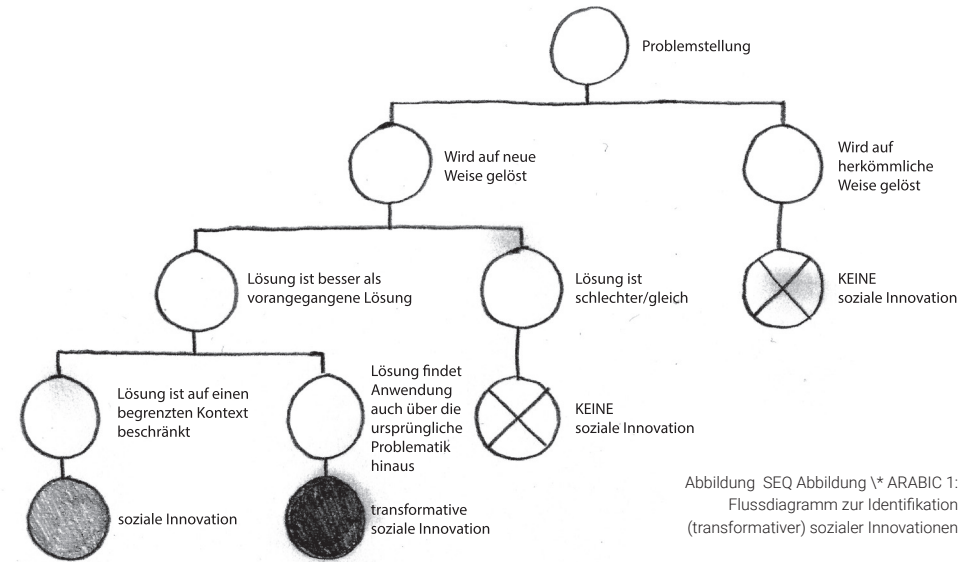 Problemstellung
Wird auf neue
Weise gelöst
Wird auf
herkömmliche
Weise gelöst
Lösung ist besser als
vorangegangene Lösung
Lösung ist
schlechter/gleich
KEINE
soziale Innovation
Lösung ist auf einen
begrenzten Kontext
beschränkt
Lösung findet
Anwendung
auch über die
ursprüngliche
Problematik
hinaus
KEINE
soziale Innovation
soziale Innovation
transformative
soziale Innovation
Abbildung SEQ Abbildung \* ARABIC 1:
Flussdiagramm zur Identifikation
(transformativer) sozialer Innovationen